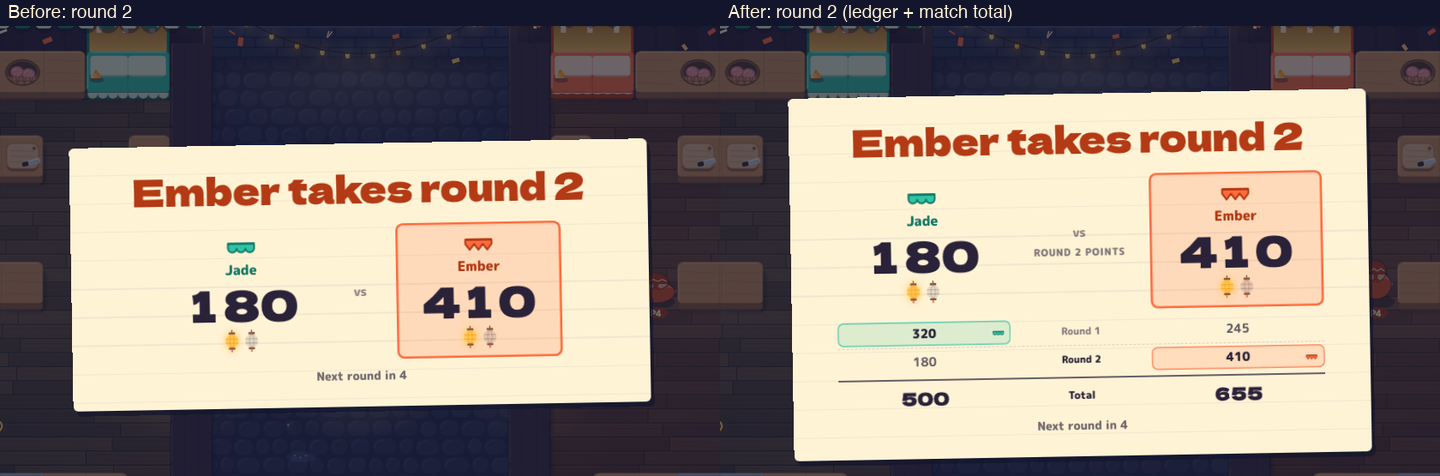 Before: round 2
Ember takes round 2
Jade
180
vs
Ember
410
Next round in 4
After: round 2 (ledger + match total)
Ember takes round 2
Jade
180
vs
ROUND 2 POINTS
Ember
410
320 Round 1 245
180 Round 2 410
500 Total 655
Next round in 4